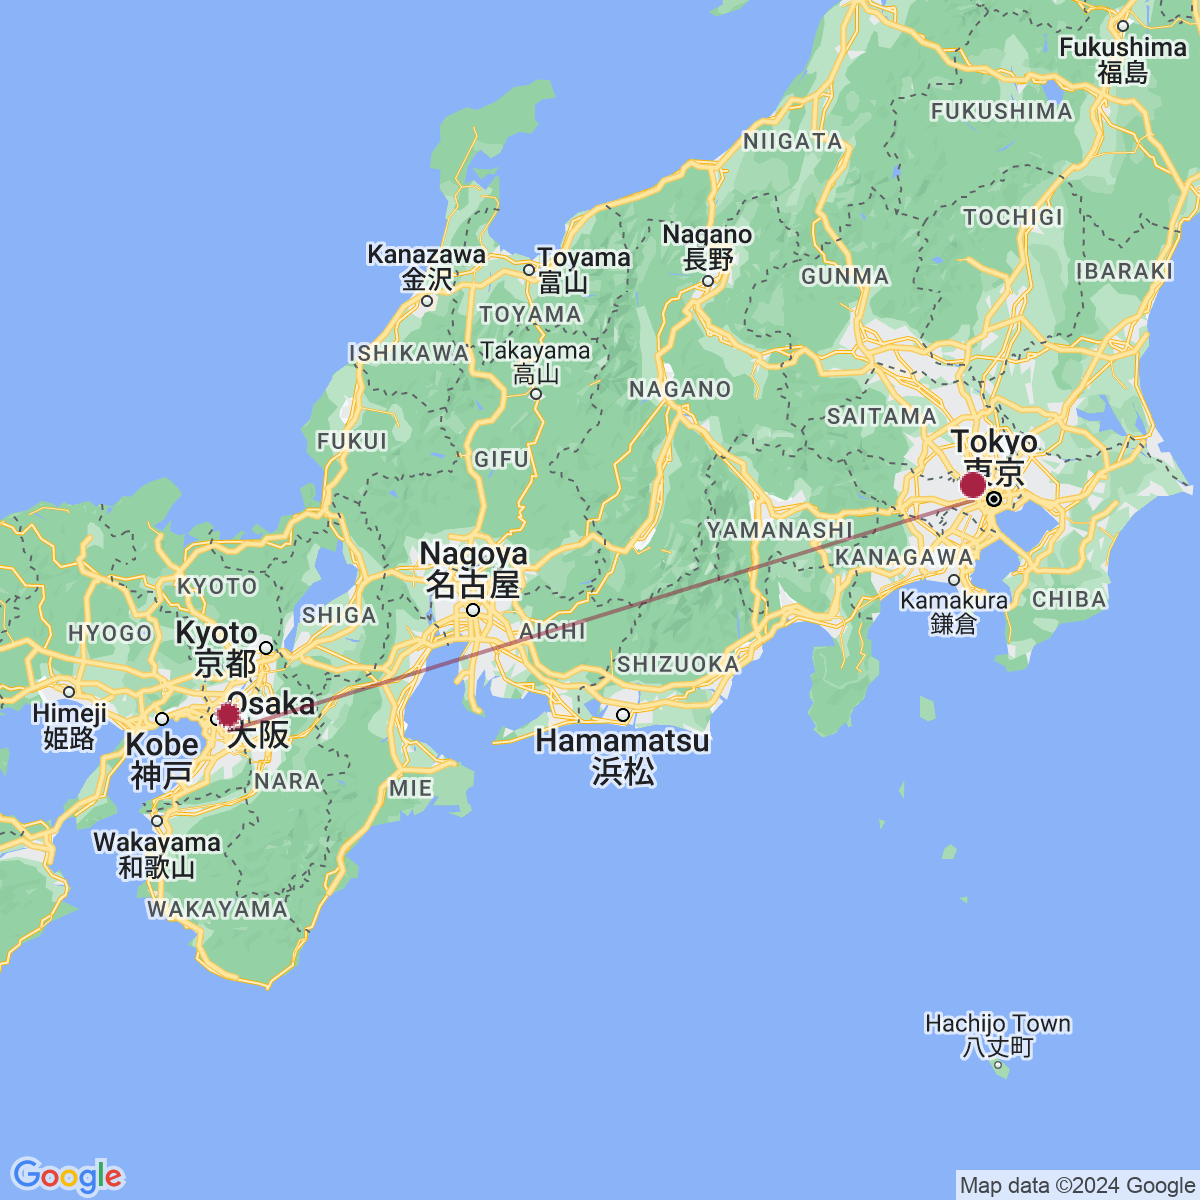 Fukushima
福島
FUKUSHIMA
NIIGATA
TOCHIGI
Nagano
長野
Kanazawa
金沢
Toyama
富山
GUNMA
IBARAKI
TOYAMA
ISHIKAWA
Takayama
高山
NAGANO
SAITAMA
FUKUI
Tokyo
東京
GIFU
YAMANASHI
Nagoya
名古屋
KANAGAWA
KYOTO
Kamakura
鎌倉
CHIBA
SHIGA
HYOGO
AICHI
Kyoto
京都
SHIZUOKA
Osaka
大阪
Himeji
姫路
Kobe
神戸
Hamamatsu
浜松
NARA
MIE
Wakayama
和歌山
WAKAYAMA
Hachijo Town
八丈町
Google
Map data ©2024 Google